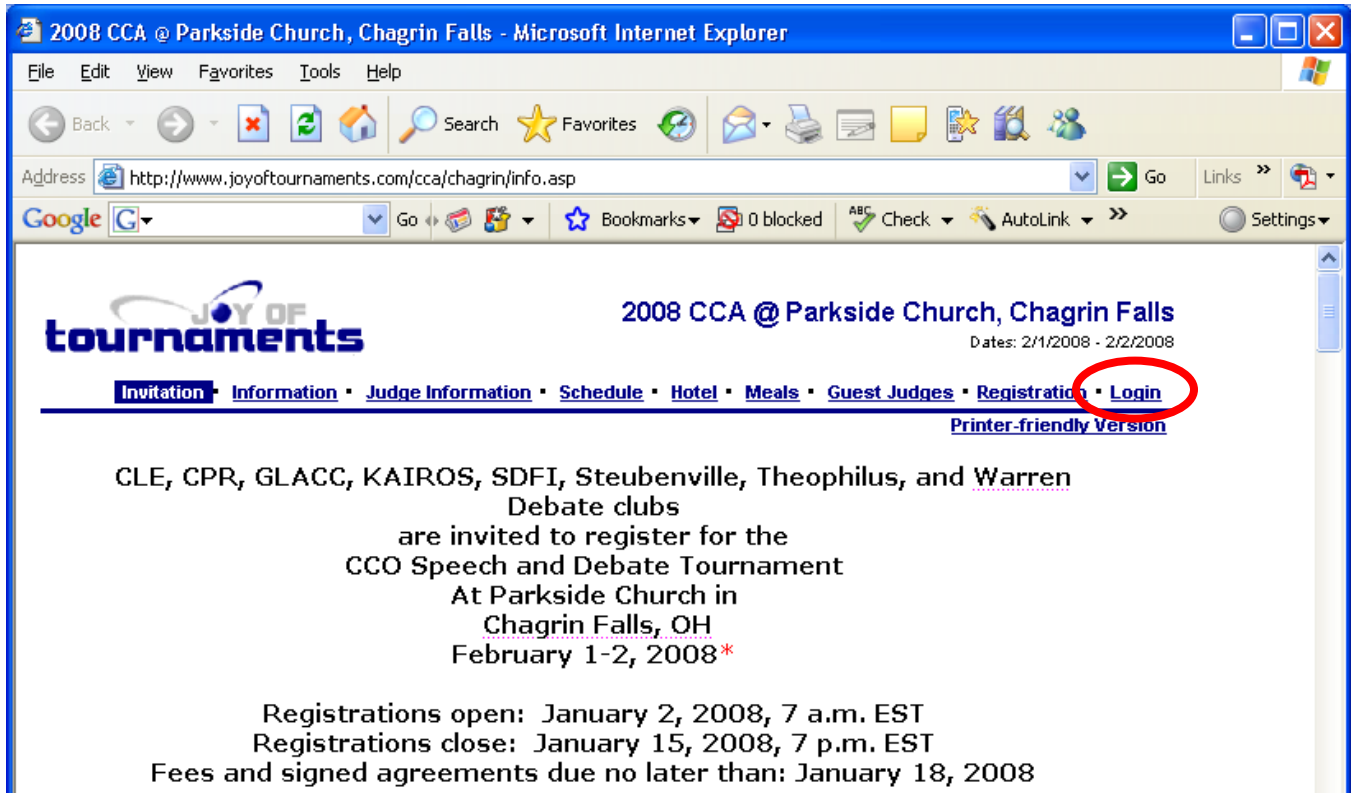 2008 CCA @ Parkside Church, Chagrin Falls - Microsoft Internet Explorer
File Edit View Favorites Tools Help
Back Search Favorites
Address http://www.joyoftournaments.com/cca/chagrin/info.asp Go Links »
Google G Go Bookmarks 0 blocked ABC Check AutoLink » Settings
JOY OF
tournaments
2008 CCA @ Parkside Church, Chagrin Falls
Dates: 2/1/2008 - 2/2/2008
Invitation ▪ Information ▪ Judge Information ▪ Schedule ▪ Hotel ▪ Meals ▪ Guest Judges ▪ Registration ▪ Login
Printer-friendly Version
CLE, CPR, GLACC, KAIROS, SDFI, Steubenville, Theophilus, and Warren
Debate clubs
are invited to register for the
CCO Speech and Debate Tournament
At Parkside Church in
Chagrin Falls, OH
February 1-2, 2008*
Registrations open: January 2, 2008, 7 a.m. EST
Registrations close: January 15, 2008, 7 p.m. EST
Fees and signed agreements due no later than: January 18, 2008